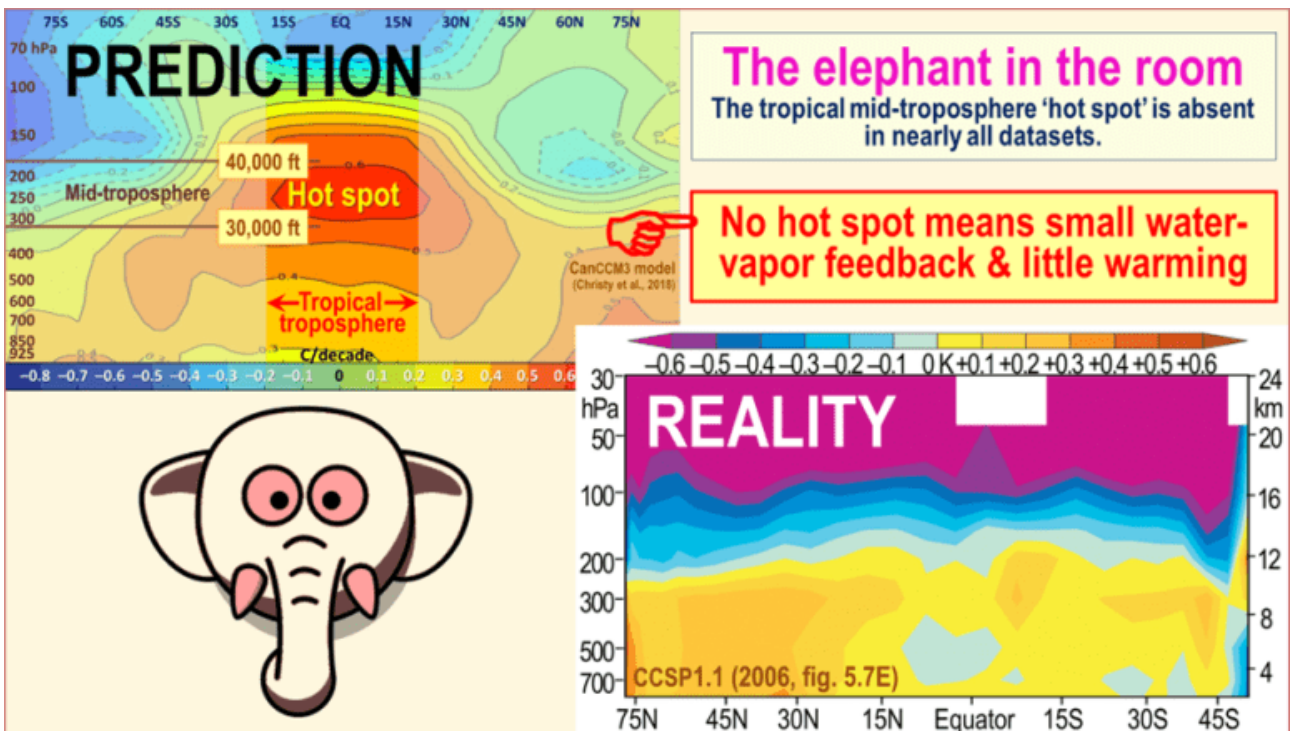 75S 60S 45S 30S 15S EQ 15N 30N 45N 60N 75N
70 hPa
PREDICTION
100
150
40,000 ft
200
Mid-troposphere
250
Hot spot
300
30,000 ft
400
CanCCM3 model
(Christy et al., 2018)
500
600
Tropical
troposphere
700
850
925
C/decade
−0.8 −0.7 −0.6 −0.5 −0.4 −0.3 −0.2 −0.1 0 0.1 0.2 0.3 0.4 0.5 0.6
The elephant in the room
The tropical mid-troposphere ‘hot spot’ is absent
in nearly all datasets.
No hot spot means small water-
vapor feedback & little warming
−0.6 −0.5 −0.4 −0.3 −0.2 −0.1 0 K +0.1 +0.2 +0.3 +0.4 +0.5 +0.6
REALITY
30
hPa
50
100
200
300
500
700
24
km
20
16
12
8
4
CCSP1.1 (2006, fig. 5.7E)
75N 45N 30N 15N Equator 15S 30S 45S